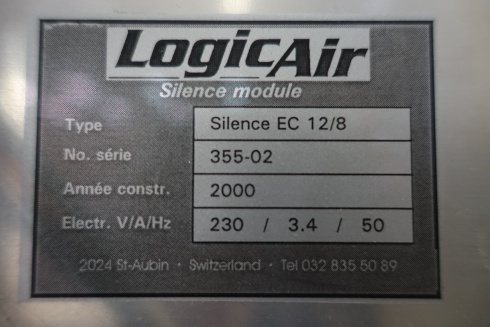 LogicAir
Silence module
Type Silence EC 12/8
No. série 355-02
Année constr. 2000
Electr. V/A/Hz 230 / 3.4 / 50
2024 St-Aubin · Switzerland · Tel 032 835 50 89